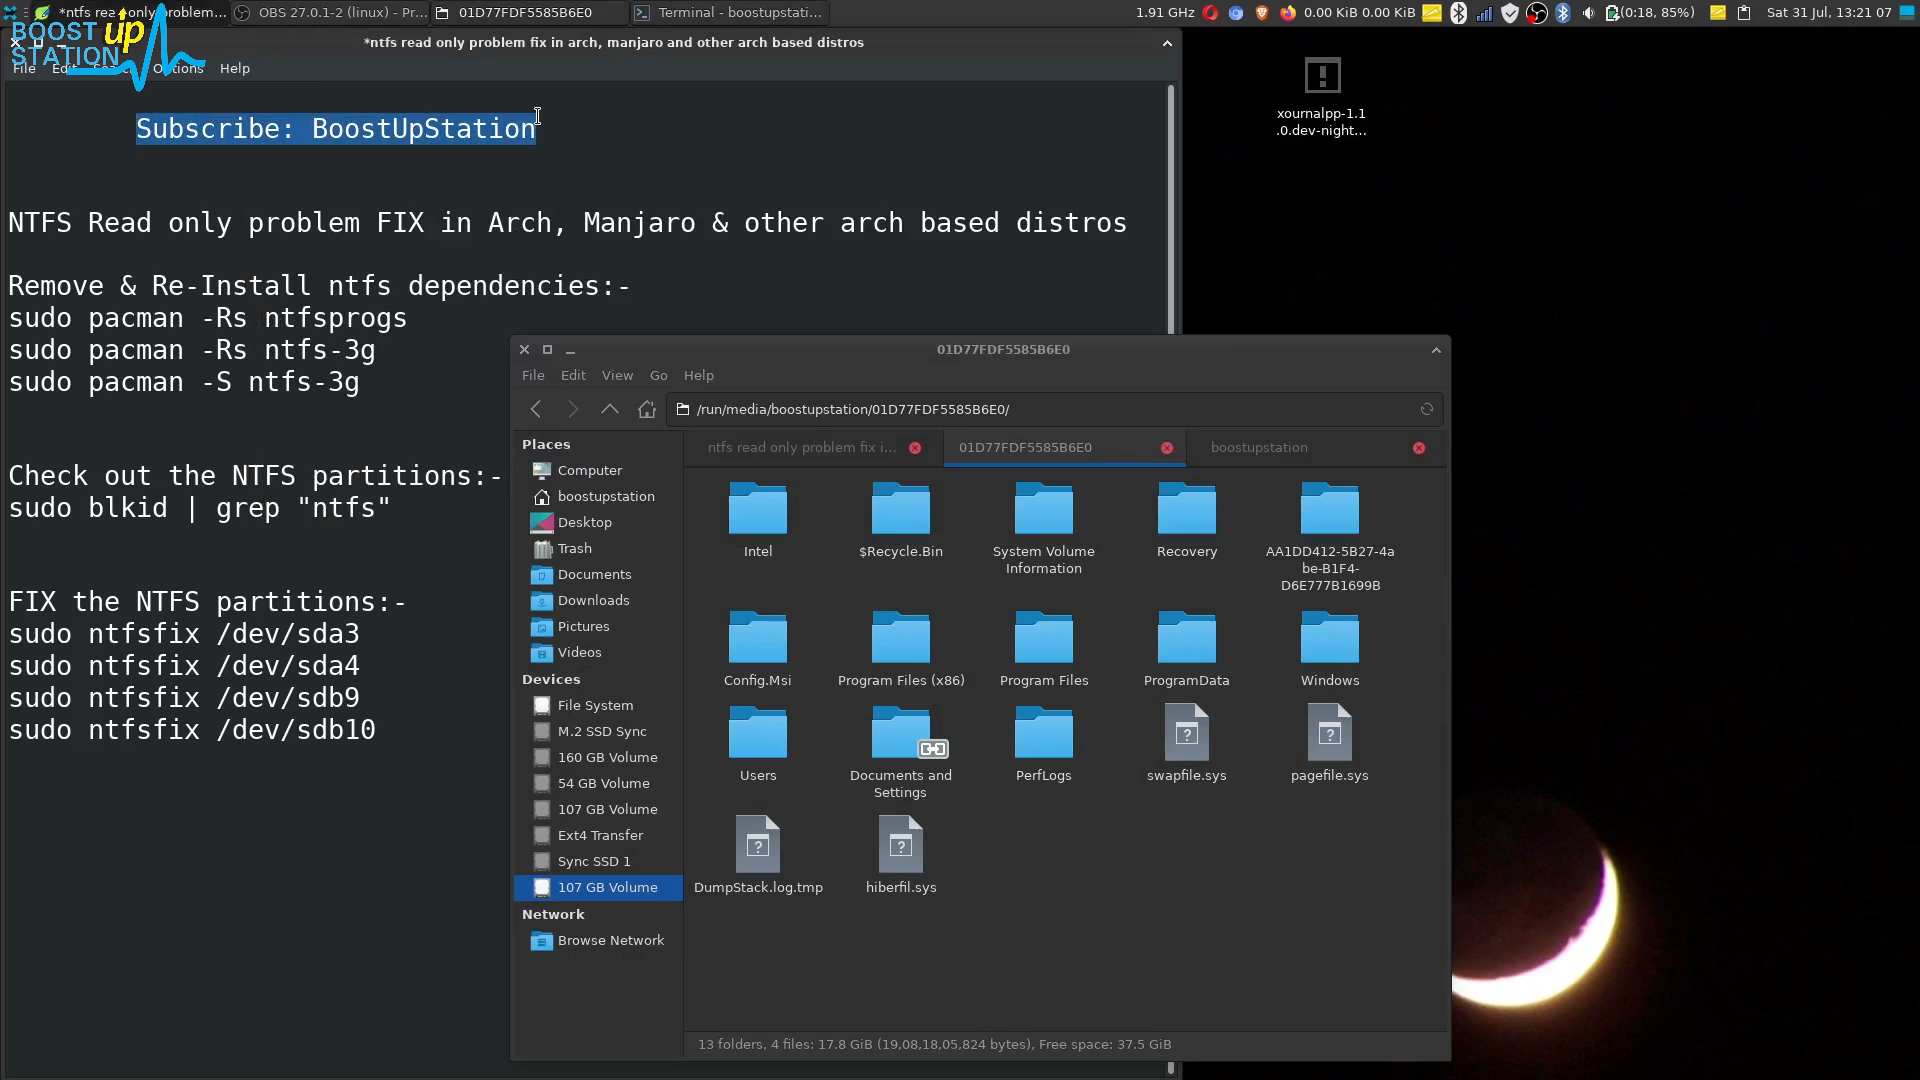 *ntfs rea only problem...
OBS 27.0.1-2 (linux) - Pr...
01D77FDF5585B6E0
Terminal - boostupstati...
1.91 GHz
0.00 KiB 0.00 KiB
(0:18, 85%)
Sat 31 Jul, 13:21 07
BOOST up
STATION
*ntfs read only problem fix in arch, manjaro and other arch based distros
File Edit Search Options Help
xournalpp-1.1
.0.dev-night...
Subscribe: BoostUpStation
NTFS Read only problem FIX in Arch, Manjaro & other arch based distros
Remove & Re-Install ntfs dependencies:-
sudo pacman -Rs ntfsprogs
sudo pacman -Rs ntfs-3g
sudo pacman -S ntfs-3g
Check out the NTFS partitions:-
sudo blkid | grep "ntfs"
FIX the NTFS partitions:-
sudo ntfsfix /dev/sda3
sudo ntfsfix /dev/sda4
sudo ntfsfix /dev/sdb9
sudo ntfsfix /dev/sdb10
01D77FDF5585B6E0
File Edit View Go Help
/run/media/boostupstation/01D77FDF5585B6E0/
ntfs read only problem fix i...
01D77FDF5585B6E0
boostupstation
Places
Computer
boostupstation
Desktop
Trash
Documents
Downloads
Pictures
Videos
Devices
File System
M.2 SSD Sync
160 GB Volume
54 GB Volume
107 GB Volume
Ext4 Transfer
Sync SSD 1
107 GB Volume
Network
Browse Network
Intel
$Recycle.Bin
System Volume
Information
Recovery
AA1DD412-5B27-4a
be-B1F4-
D6E777B1699B
Config.Msi
Program Files (x86)
Program Files
ProgramData
Windows
Users
Documents and
Settings
PerfLogs
swapfile.sys
pagefile.sys
DumpStack.log.tmp
hiberfil.sys
13 folders, 4 files: 17.8 GiB (19,08,18,05,824 bytes), Free space: 37.5 GiB